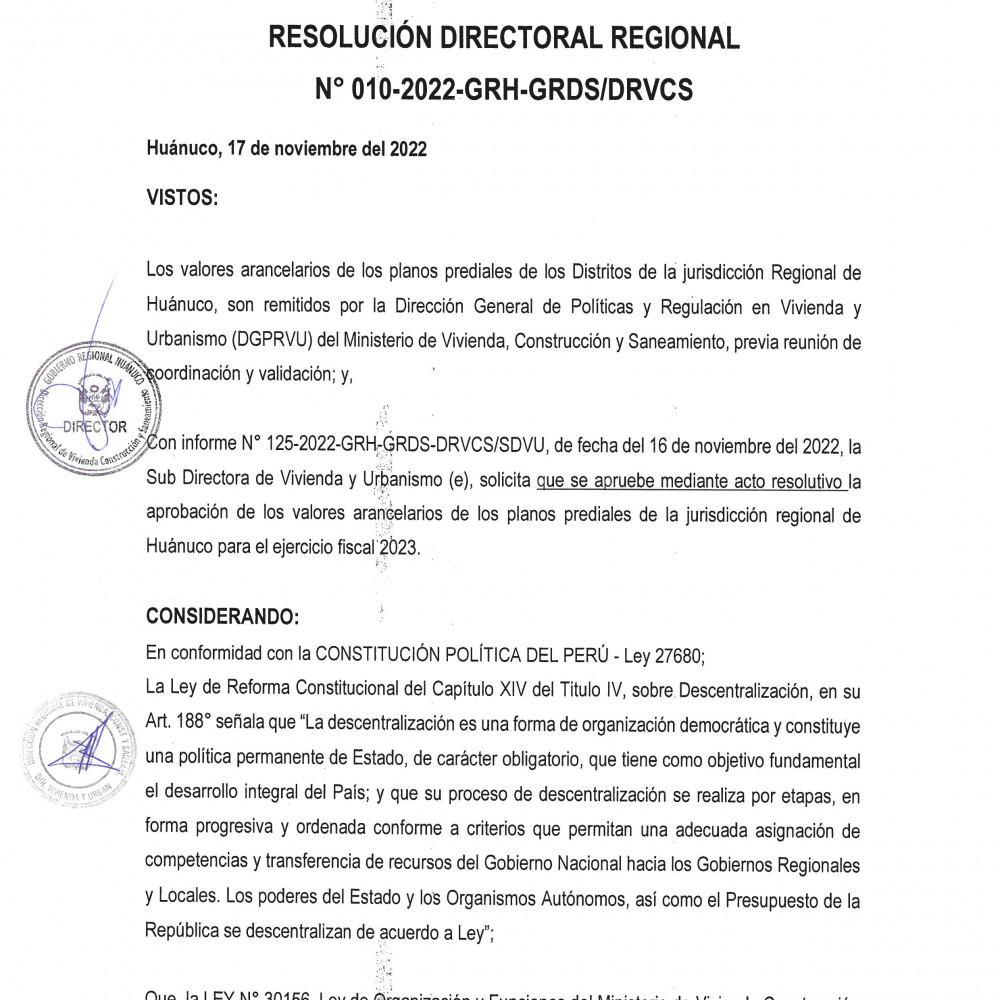 RESOLUCIÓN DIRECTORAL REGIONAL
N° 010-2022-GRH-GRDS/DRVCS
Huánuco, 17 de noviembre del 2022
VISTOS:
Los valores arancelarios de los planos prediales de los Distritos de la jurisdicción Regional de
Huánuco, son remitidos por la Dirección General de Políticas y Regulación en Vivienda y
Urbanismo (DGPRVU) del Ministerio de Vivienda, Construcción y Saneamiento, previa reunión de
coordinación y validación; y,
GOBIERNO REGIONAL HUÁNUCO
DIRECTOR
Dirección Regional de Vivienda Construcción y Saneamiento
Con informe N° 125-2022-GRH-GRDS-DRVCS/SDVU, de fecha del 16 de noviembre del 2022, la
Sub Directora de Vivienda y Urbanismo (e), solicita que se apruebe mediante acto resolutivo la
aprobación de los valores arancelarios de los planos prediales de la jurisdicción regional de
Huánuco para el ejercicio fiscal 2023.
CONSIDERANDO:
En conformidad con la CONSTITUCIÓN POLÍTICA DEL PERÚ - Ley 27680;
La Ley de Reforma Constitucional del Capítulo XIV del Titulo IV, sobre Descentralización, en su
Art. 188° señala que “La descentralización es una forma de organización democrática y constituye
una política permanente de Estado, de carácter obligatorio, que tiene como objetivo fundamental
el desarrollo integral del País; y que su proceso de descentralización se realiza por etapas, en
forma progresiva y ordenada conforme a criterios que permitan una adecuada asignación de
competencias y transferencia de recursos del Gobierno Nacional hacia los Gobiernos Regionales
y Locales. Los poderes del Estado y los Organismos Autónomos, así como el Presupuesto de la
República se descentralizan de acuerdo a Ley”;
DIRECCIÓN REGIONAL DE VIVIENDA, CONST Y
DIR. VIVIENDA Y URBAN
Que, la LEY N° 30156, Ley de Organización y Funciones del Ministerio de Vivienda Construcción